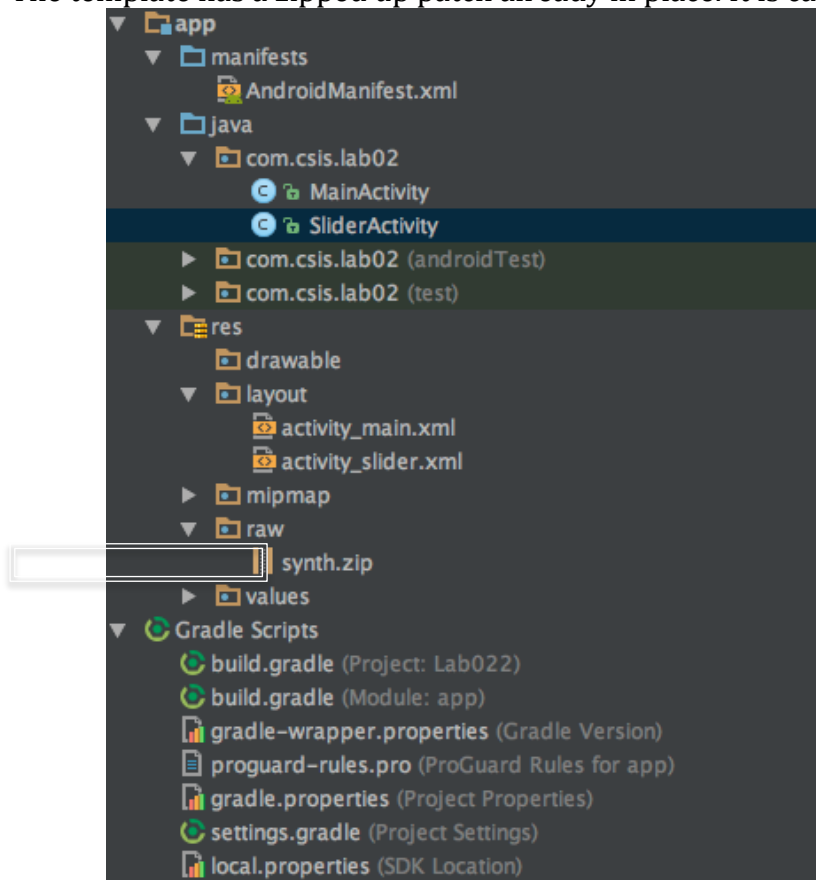 app
manifests
AndroidManifest.xml
java
com.csis.lab02
MainActivity
SliderActivity
com.csis.lab02 (androidTest)
com.csis.lab02 (test)
res
drawable
layout
activity_main.xml
activity_slider.xml
mipmap
raw
synth.zip
values
Gradle Scripts
build.gradle (Project: Lab022)
build.gradle (Module: app)
gradle-wrapper.properties (Gradle Version)
proguard-rules.pro (ProGuard Rules for app)
gradle.properties (Project Properties)
settings.gradle (Project Settings)
local.properties (SDK Location)